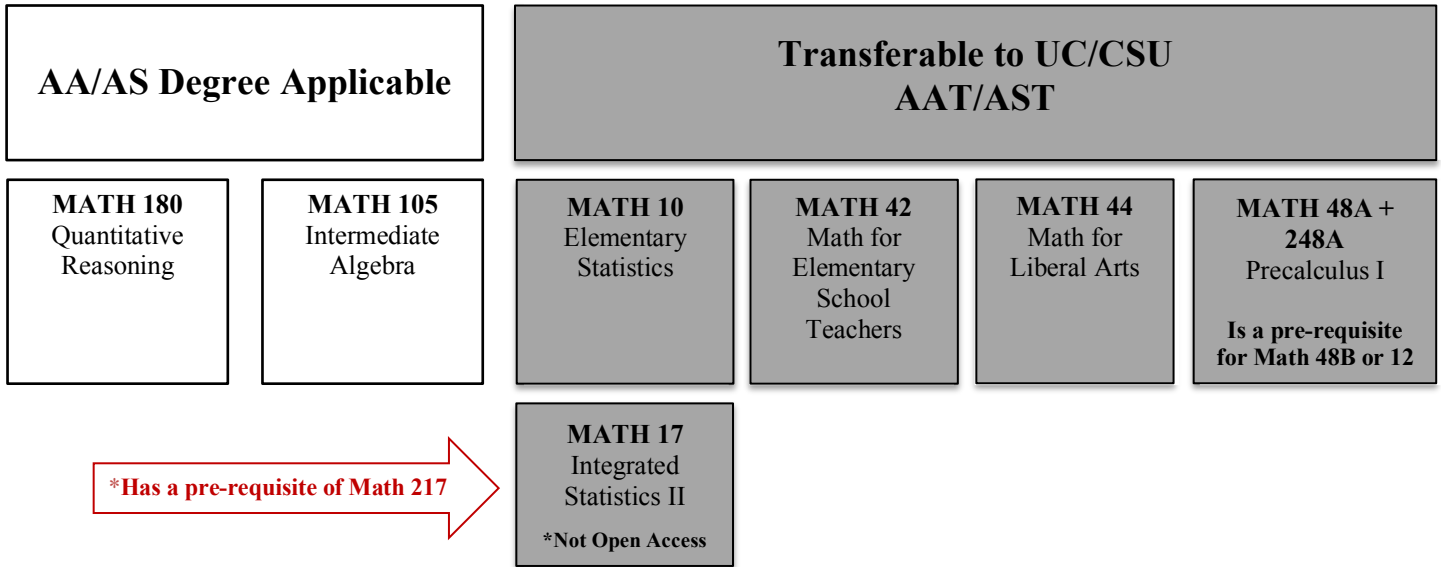 AA/AS Degree Applicable
Transferable to UC/CSU
AAT/AST
MATH 180
Quantitative
Reasoning
MATH 105
Intermediate
Algebra
MATH 10
Elementary
Statistics
MATH 42
Math for
Elementary
School
Teachers
MATH 44
Math for
Liberal Arts
MATH 48A +
248A
Precalculus I
Is a pre-requisite
for Math 48B or 12
*Has a pre-requisite of Math 217
MATH 17
Integrated
Statistics II
*Not Open Access